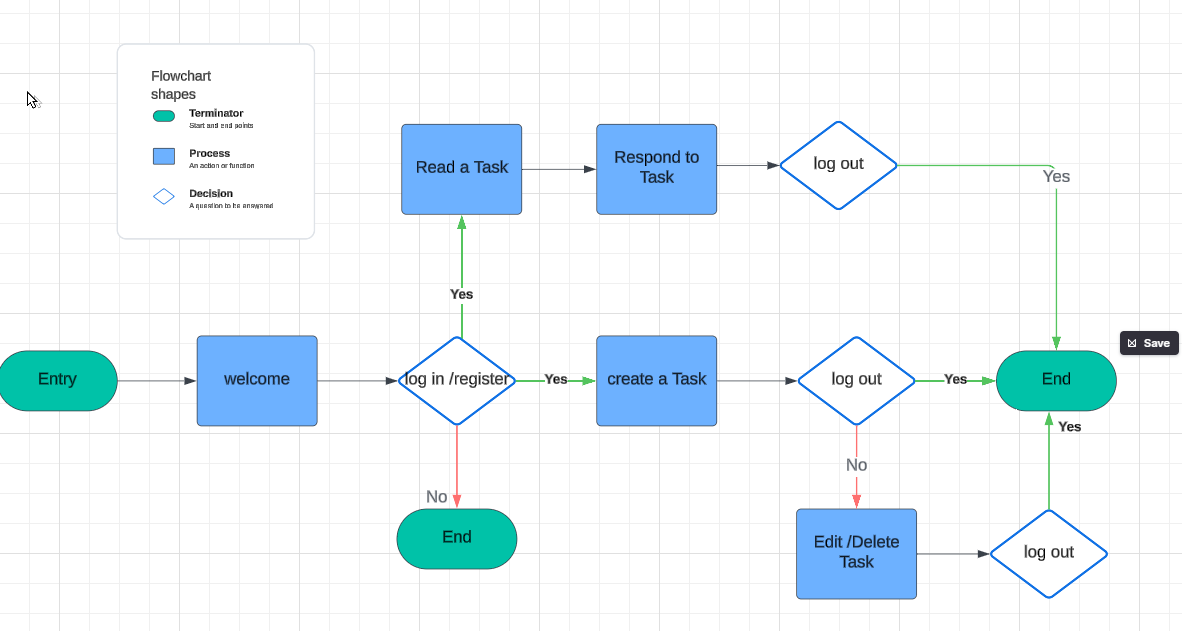 Flowchart
shapes
Terminator
Start and end points
Process
An action or function
Decision
A question to be answered
Read a Task
Respond to
Task
log out
Yes
Yes
Entry
welcome
log in /register
Yes
create a Task
log out
Yes
End
Save
No
End
No
Edit /Delete
Task
log out
Yes